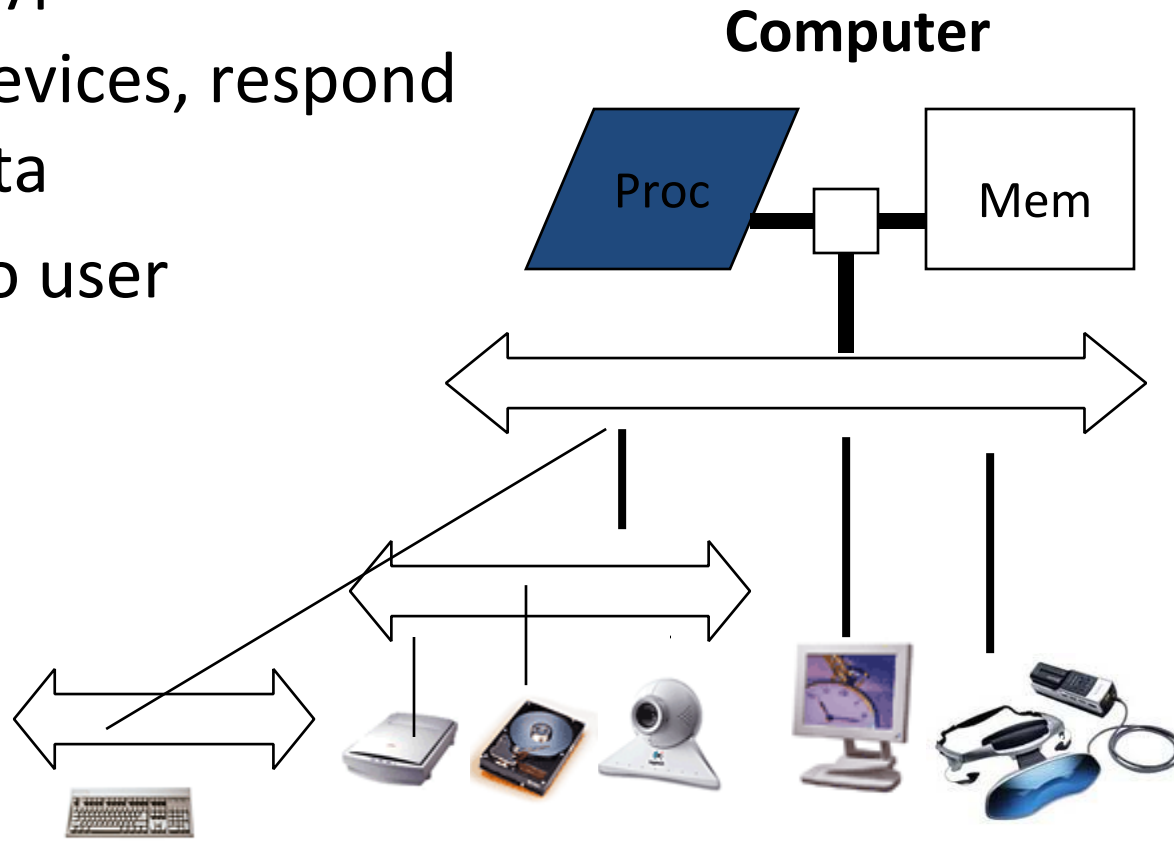 Computer
evices, respond
ta
o user
Proc
Mem